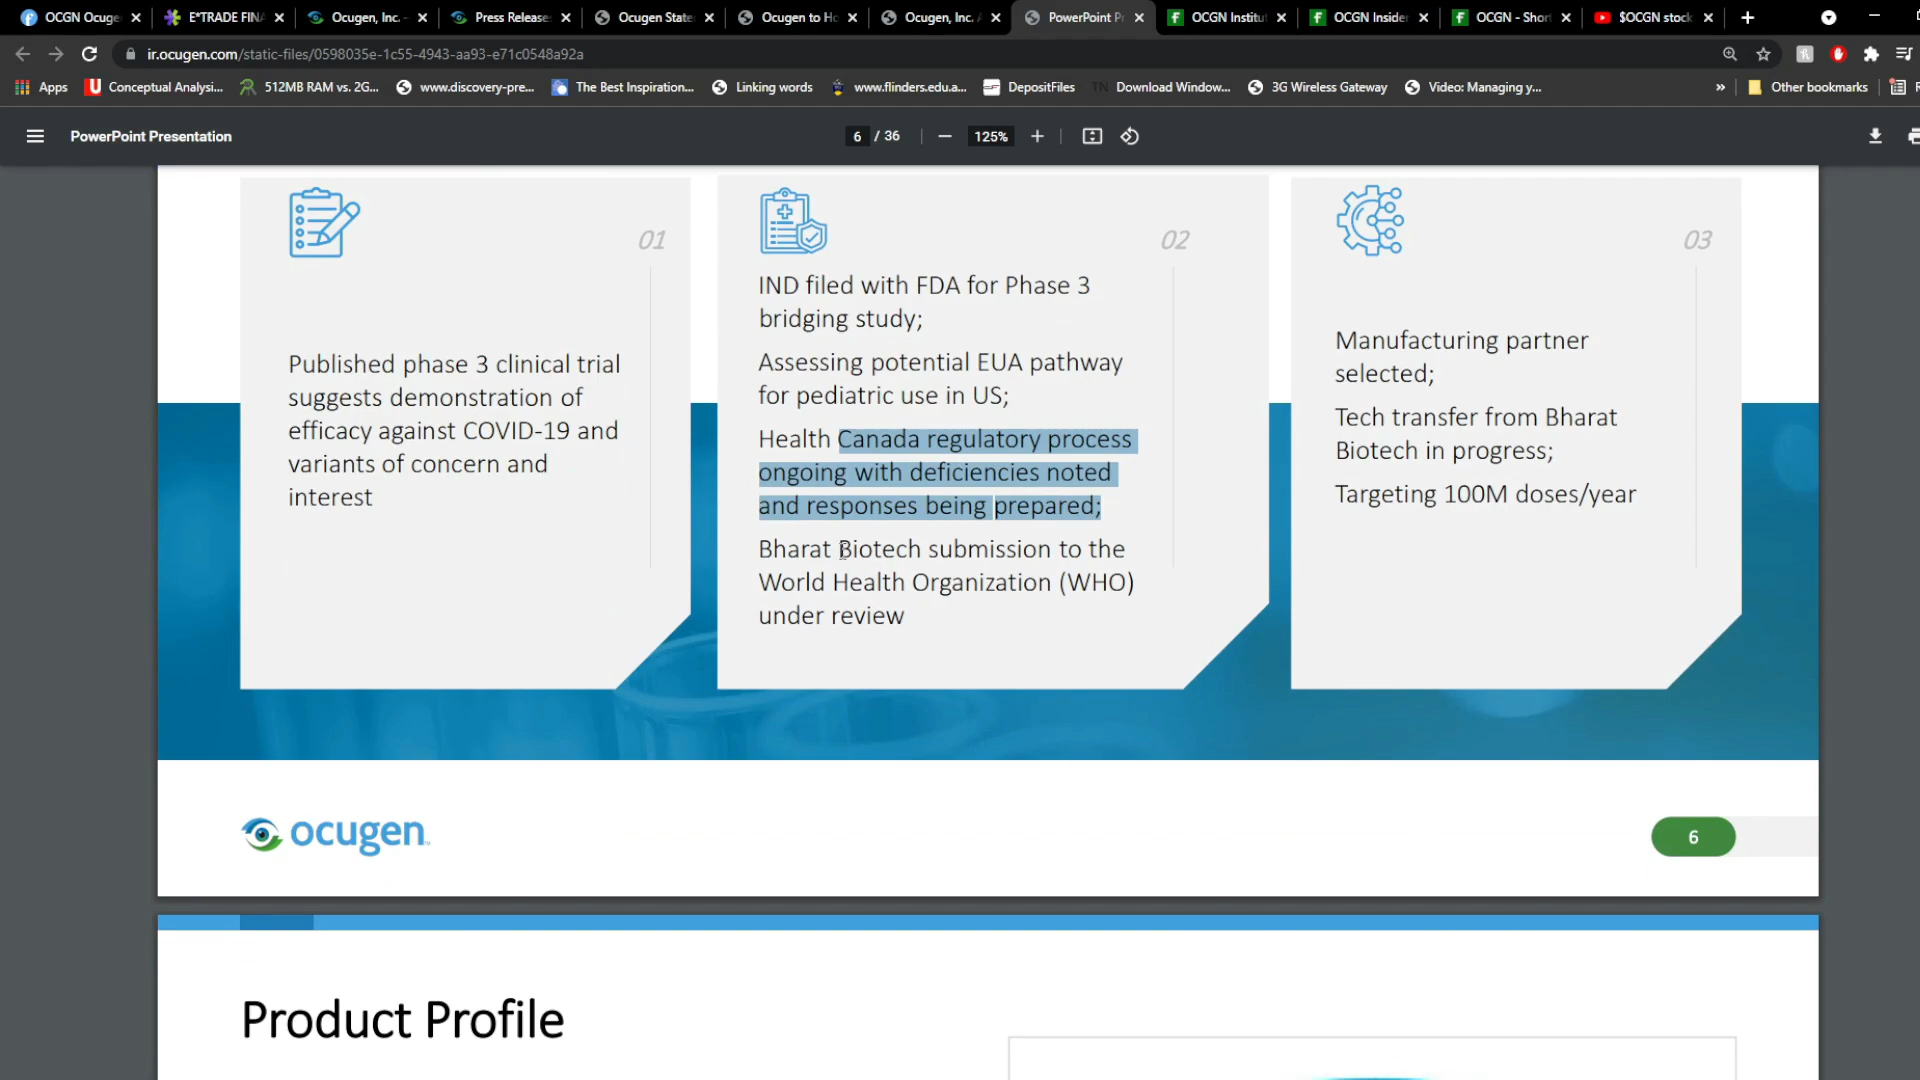 OCGN Ocuge
E*TRADE FINA
Ocugen, Inc. -
Press Release
Ocugen State
Ocugen to Ho
Ocugen, Inc. A
PowerPoint Pr
OCGN Institut
OCGN Insider
OCGN - Short
$OCGN stock
ir.ocugen.com/static-files/0598035e-1c55-4943-aa93-e71c0548a92a
Apps
Conceptual Analysi...
512MB RAM vs. 2G...
www.discovery-pre...
The Best Inspiration...
Linking words
www.flinders.edu.a...
DepositFiles
TN Download Window...
3G Wireless Gateway
Video: Managing y...
»
Other bookmarks
PowerPoint Presentation
6 / 36
125%
01
Published phase 3 clinical trial
suggests demonstration of
efficacy against COVID-19 and
variants of concern and
interest
02
IND filed with FDA for Phase 3
bridging study;
Assessing potential EUA pathway
for pediatric use in US;
Health Canada regulatory process
ongoing with deficiencies noted
and responses being prepared;
Bharat Biotech submission to the
World Health Organization (WHO)
under review
03
Manufacturing partner
selected;
Tech transfer from Bharat
Biotech in progress;
Targeting 100M doses/year
ocugen
6
Product Profile